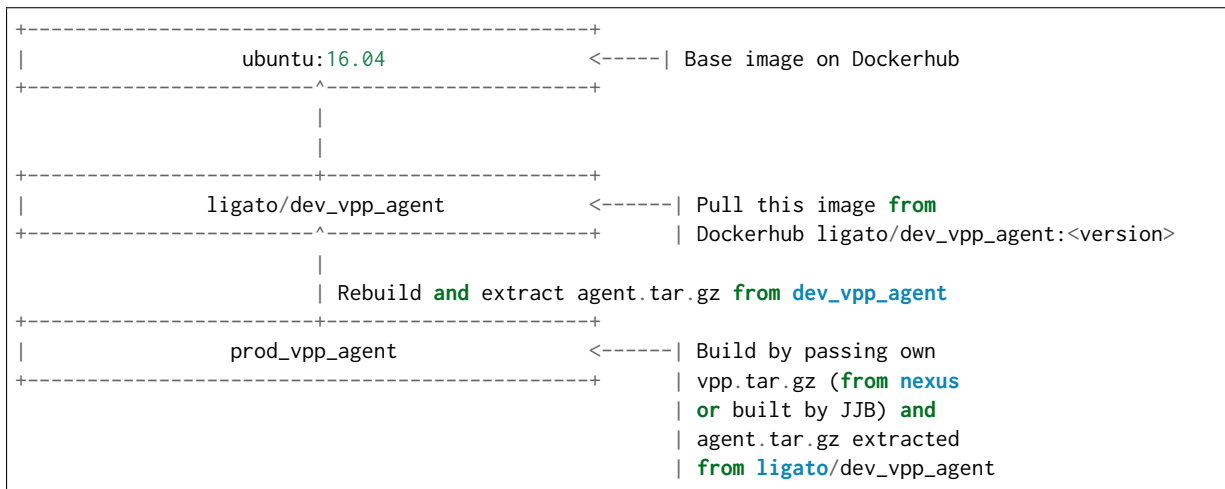 +-----------------------------------------------+
|                  ubuntu:16.04                 <-----| Base image on Dockerhub
+------------------------^----------------------+
                         |
                         |
+------------------------+----------------------+
|               ligato/dev_vpp_agent            <------| Pull this image from
+------------------------^----------------------+      | Dockerhub ligato/dev_vpp_agent:<version>
                         |
                         | Rebuild and extract agent.tar.gz from dev_vpp_agent
+------------------------+----------------------+
|                 prod_vpp_agent                <------| Build by passing own
+-----------------------------------------------+      | vpp.tar.gz (from nexus
                                                       | or built by JJB) and
                                                       | agent.tar.gz extracted
                                                       | from ligato/dev_vpp_agent